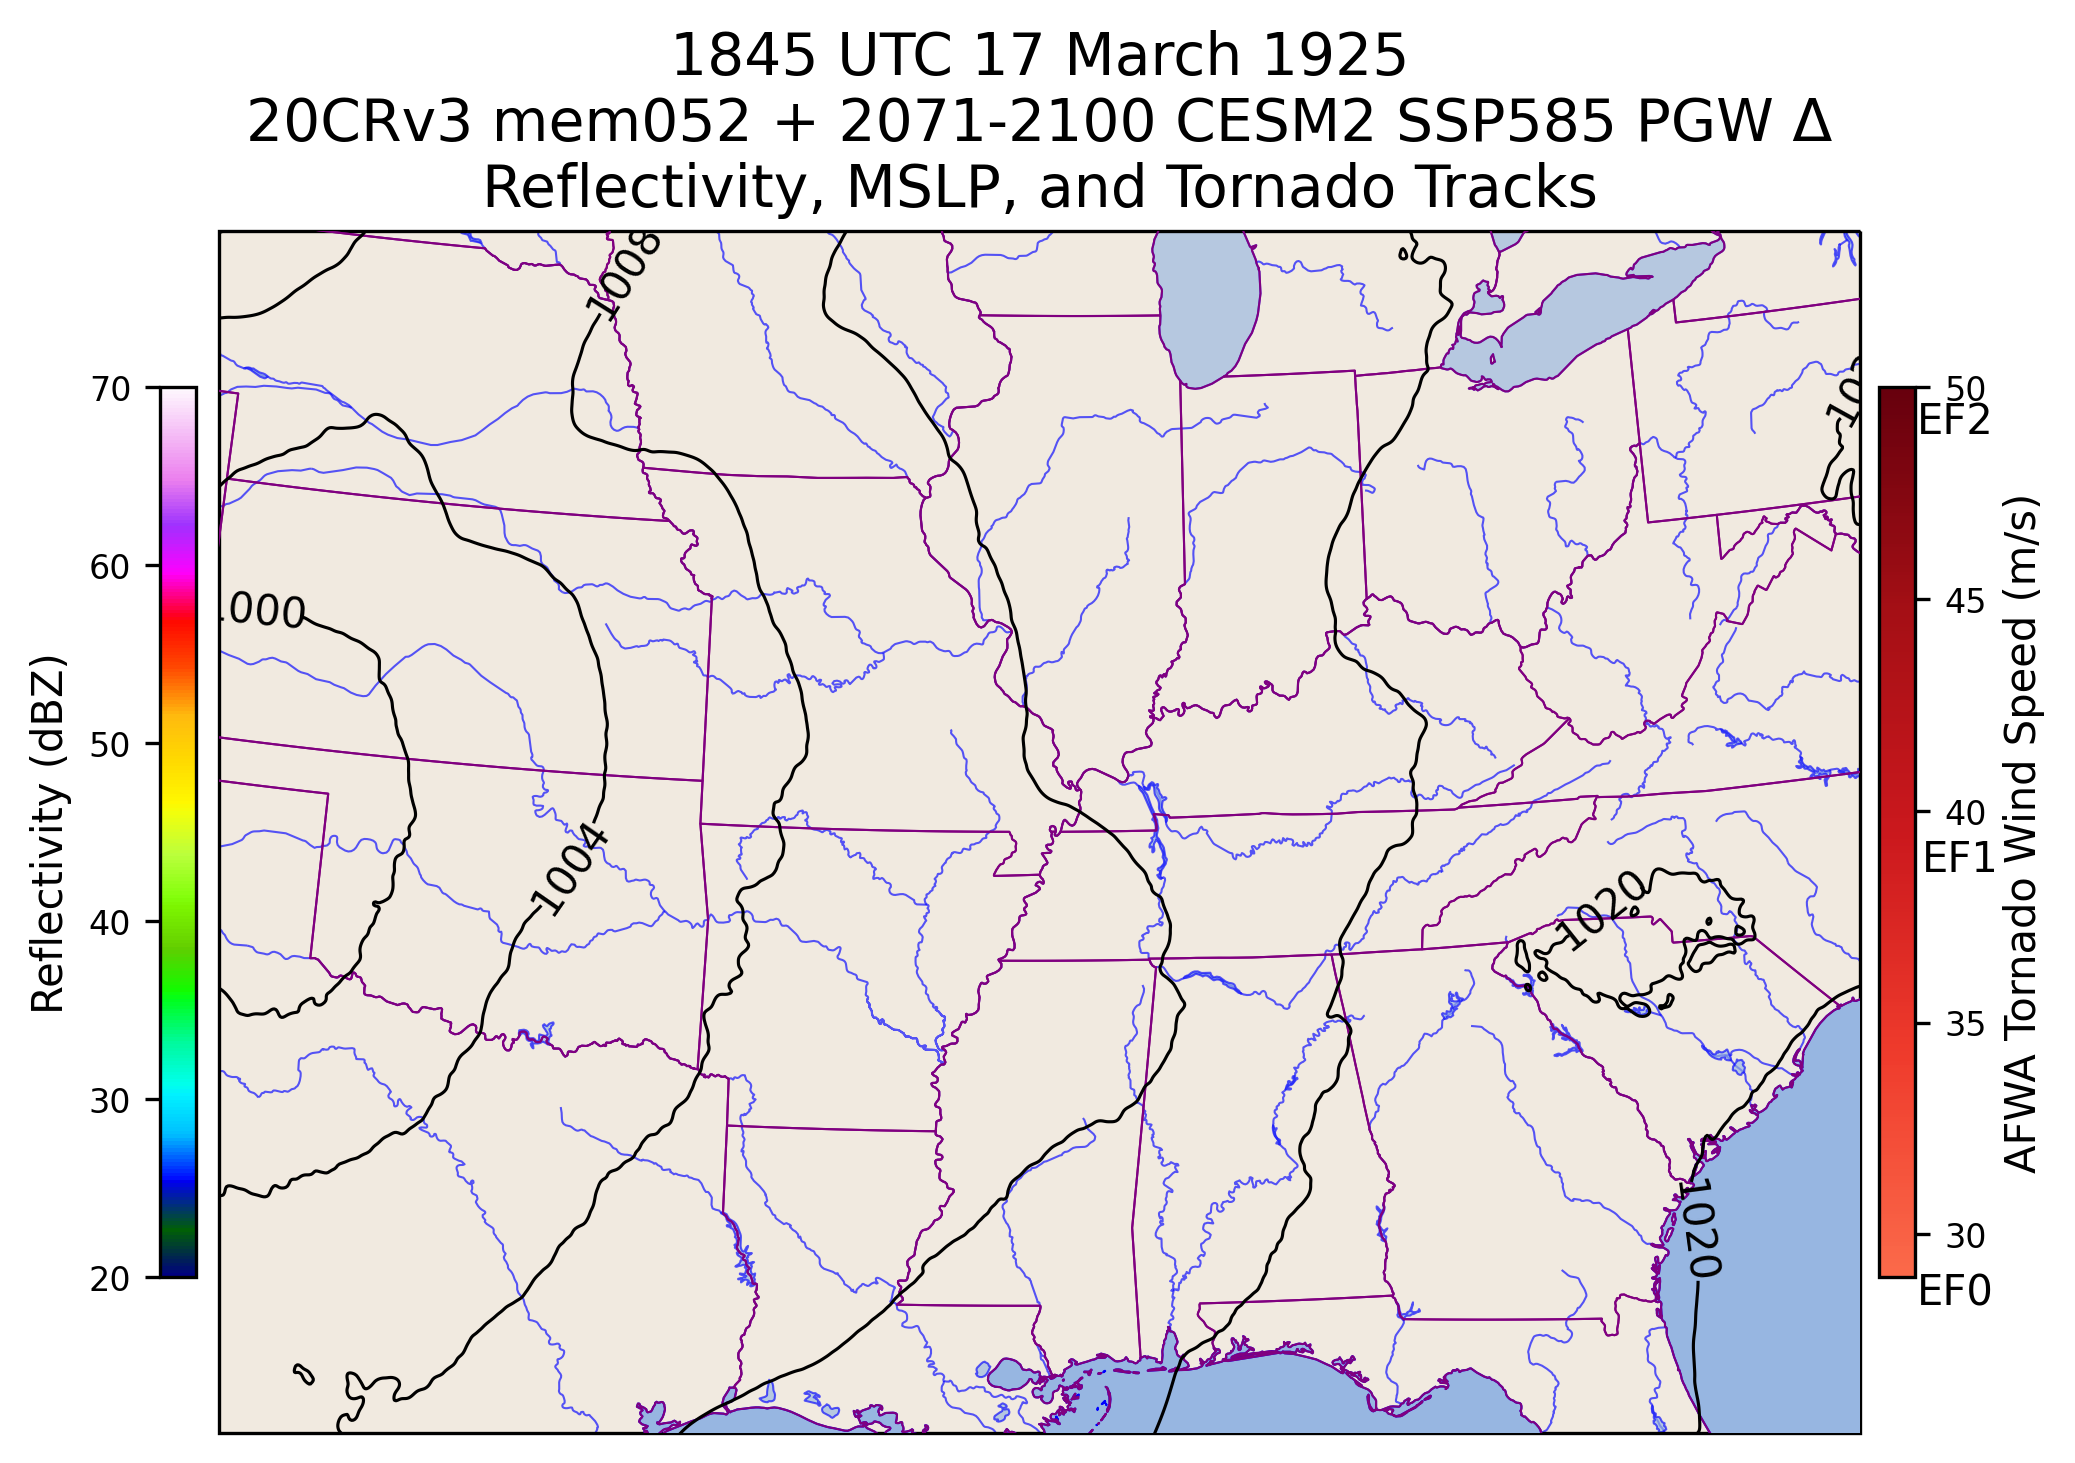 1845 UTC 17 March 1925
20CRv3 mem052 + 2071-2100 CESM2 SSP585 PGW Δ
Reflectivity, MSLP, and Tornado Tracks
1008
1000
1004
1020
1020
Reflectivity (dBZ)
70
60
50
40
30
20
50
EF2
45
40
EF1
35
30
EF0
AFWA Tornado Wind Speed (m/s)